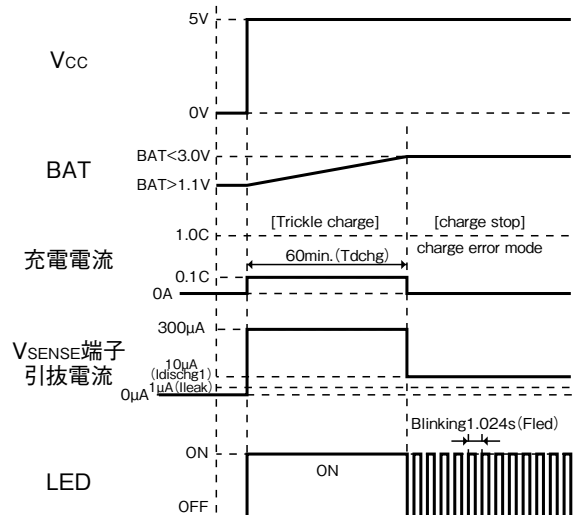 5V
VCC
0V
BAT<3.0V
BAT
BAT>1.1V
[Trickle charge]
[charge stop]
1.0C
charge error mode
60min.(Tdchg)
充電電流
0.1C
0A
300μA
VSENSE端子
引抜電流
10μA
(Idischg1)
1μA(Ileak)
0μA
Blinking1.024s(Fled)
ON
ON
LED
OFF